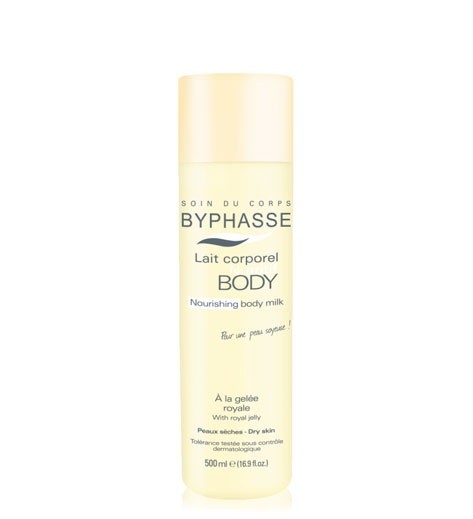 SOIN DU CORPS
BYPHASSE
Lait corporel
BODY
Nourishing body milk
Pour une peau soyeuse !
À la gelée
royale
With royal jelly
Peaux sèches - Dry skin
Tolérance testée sous contrôle
dermatologique
500 ml e (16.9 fl.oz.)